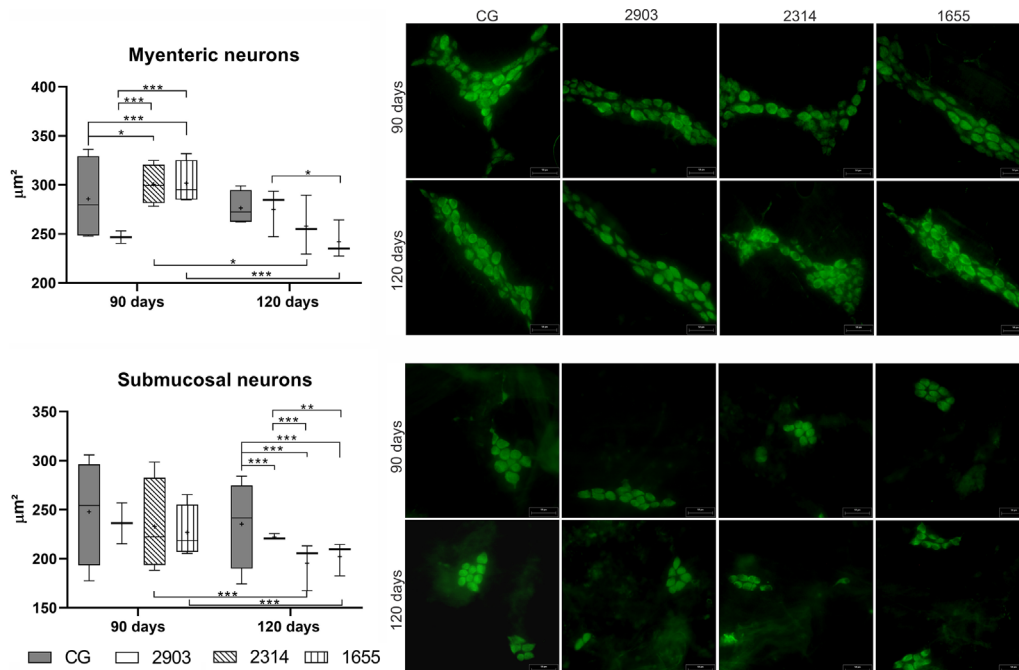 CG 2903 2314 1655
Myenteric neurons
400
350
300
250
200
μm²
*** 
***
***
*
*
*
***
90 days 120 days
90 days
120 days
Submucosal neurons
350
300
250
200
150
μm²
**
***
***
***
***
***
***
90 days 120 days
90 days
120 days
CG 2903 2314 1655